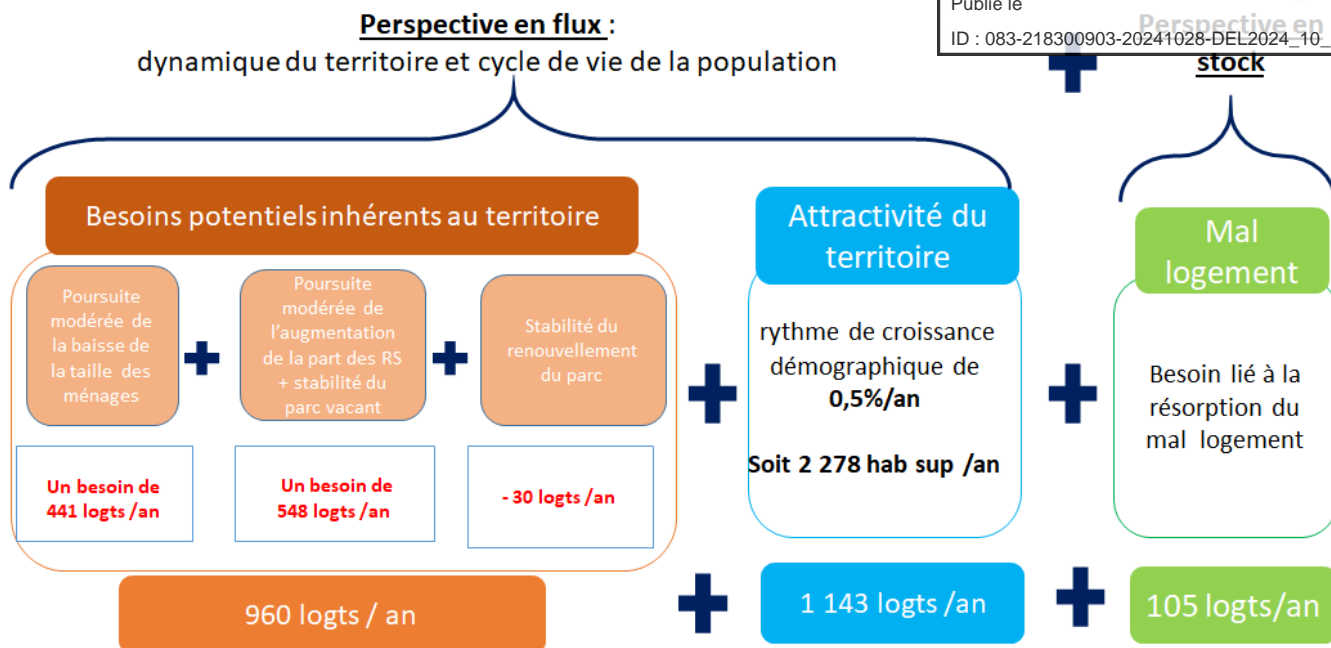 Publié le
ID : 083-218300903-20241028-DEL2024_10_
Perspective en flux :
dynamique du territoire et cycle de vie de la population
Perspective en
stock
Besoins potentiels inhérents au territoire
Poursuite
modérée de
la baisse de
la taille des
ménages
Poursuite
modérée de
l'augmentation
de la part des RS
+ stabilité du
parc vacant
Stabilité du
renouvellement
du parc
Un besoin de
441 logts /an
Un besoin de
548 logts /an
- 30 logts /an
960 logts / an
Attractivité du
territoire
rythme de croissance
démographique de
0,5%/an
Soit 2 278 hab sup /an
1 143 logts /an
Mal
logement
Besoin lié à la
résorption du
mal logement
105 logts/an